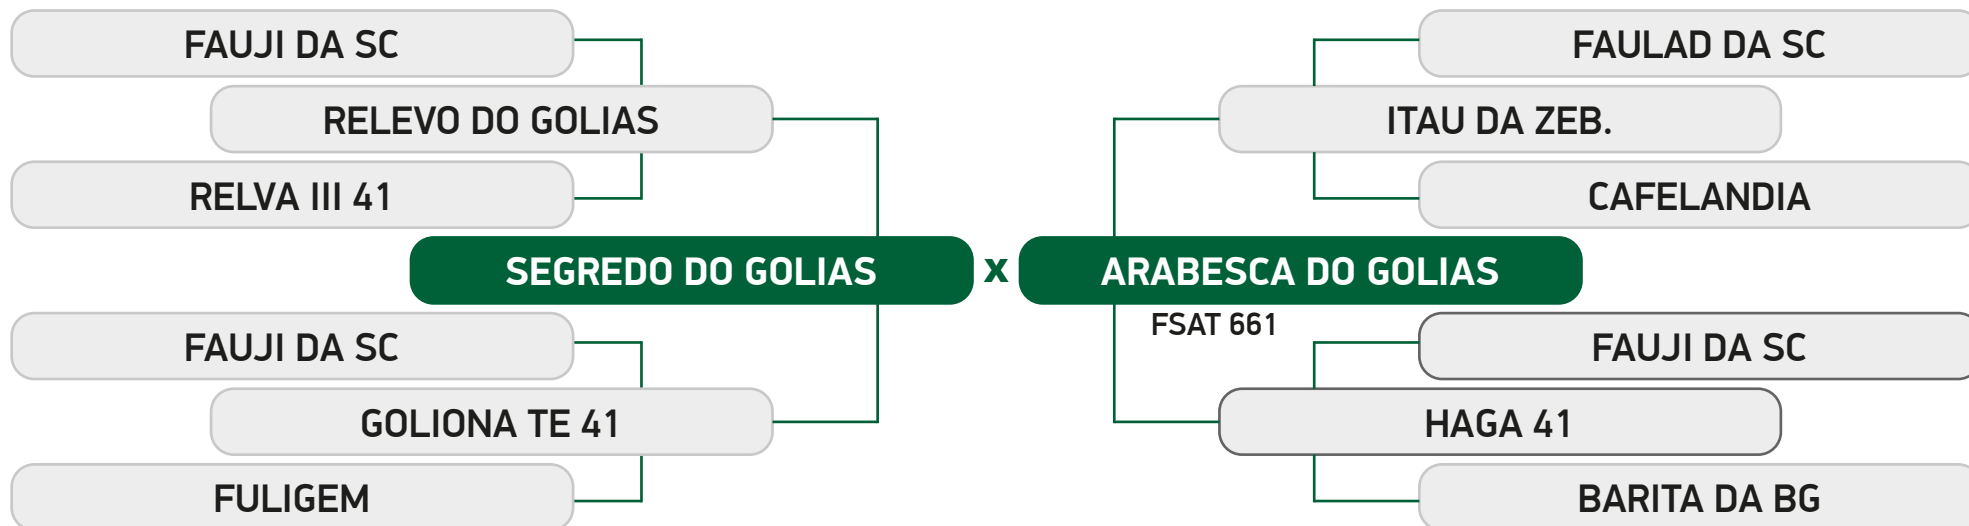 FAUJI DA SC
FAULAD DA SC
RELEVO DO GOLIAS
ITAU DA ZEB.
RELVA III 41
CAFELANDIA
SEGREDO DO GOLIAS
x
ARABESCA DO GOLIAS
FSAT 661
FAUJI DA SC
FAUJI DA SC
GOLIONA TE 41
HAGA 41
FULIGEM
BARITA DA BG